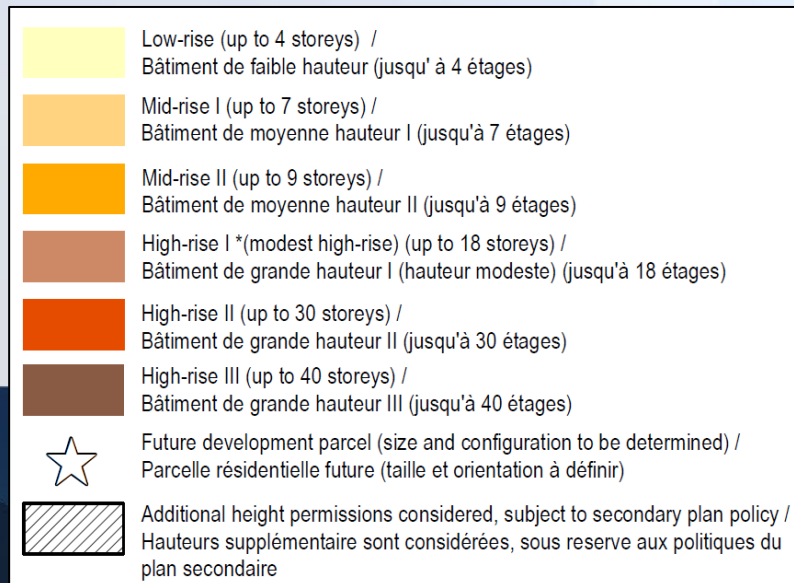 Low-rise (up to 4 storeys) /
Bâtiment de faible hauteur (jusqu' à 4 étages)
Mid-rise I (up to 7 storeys) /
Bâtiment de moyenne hauteur I (jusqu'à 7 étages)
Mid-rise II (up to 9 storeys) /
Bâtiment de moyenne hauteur II (jusqu'à 9 étages)
High-rise I *(modest high-rise) (up to 18 storeys) /
Bâtiment de grande hauteur I (hauteur modeste) (jusqu'à 18 étages)
High-rise II (up to 30 storeys) /
Bâtiment de grande hauteur II (jusqu'à 30 étages)
High-rise III (up to 40 storeys) /
Bâtiment de grande hauteur III (jusqu'à 40 étages)
Future development parcel (size and configuration to be determined) /
Parcelle résidentielle future (taille et orientation à définir)
Additional height permissions considered, subject to secondary plan policy /
Hauteurs supplémentaire sont considérées, sous reserve aux politiques du
plan secondaire